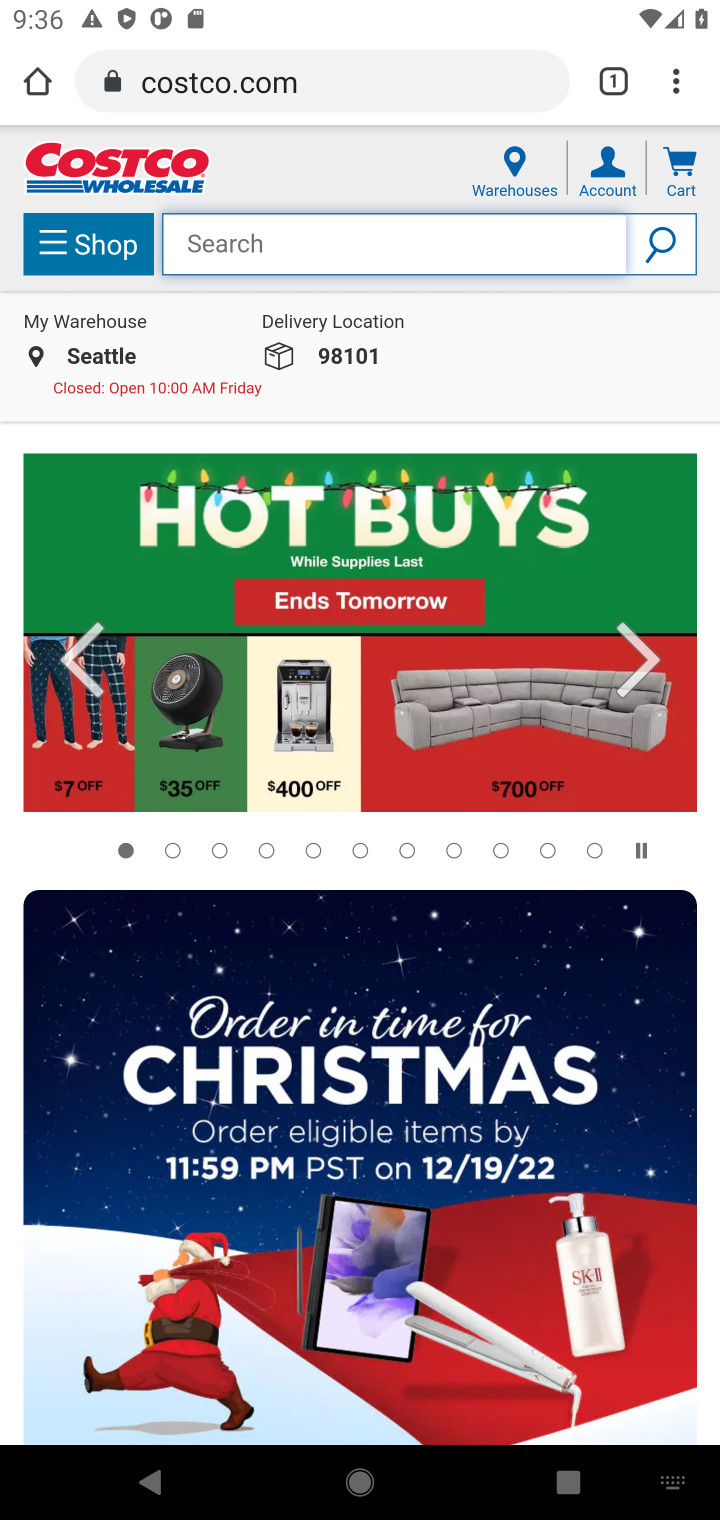 9:36
costco.com
1
COSTCO
WHOLESALE
Warehouses
Account
Cart
Shop
Search
My Warehouse
Delivery Location
Seattle
98101
Closed: Open 10:00 AM Friday
HOT BUYS
While Supplies Last
Ends Tomorrow
$7 OFF
$35 OFF
$400 OFF
$700 OFF
Order in time for
CHRISTMAS
Order eligible items by
11:59 PM PST on 12/19/22
SK-II